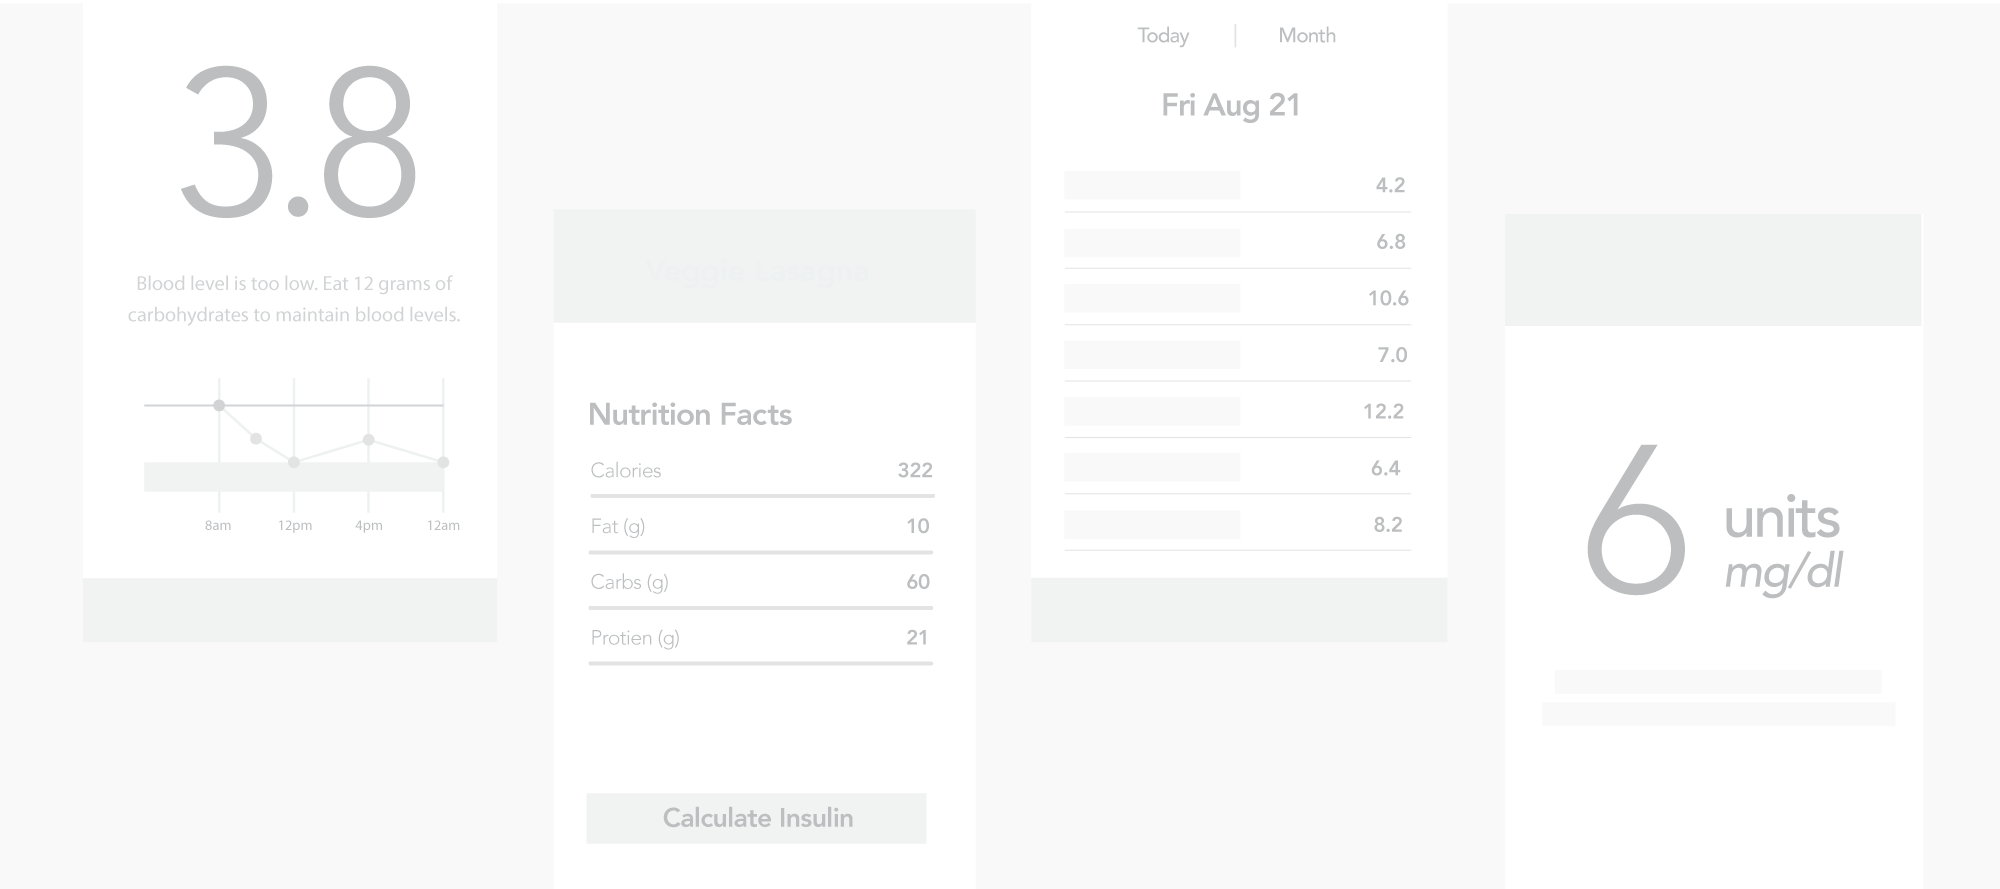 3.8
Blood level is too low. Eat 12 grams of
carbohydrates to maintain blood levels.
8am 12pm 4pm 12am
Veggie Lasagna
Nutrition Facts
Calories 322
Fat (g) 10
Carbs (g) 60
Protien (g) 21
Calculate Insulin
Today | Month
Fri Aug 21
4.2
6.8
10.6
7.0
12.2
6.4
8.2
6 units
mg/dl